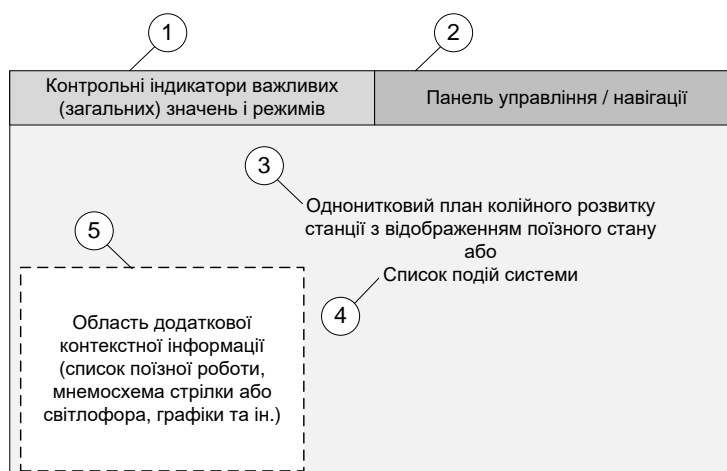 1
2
Контрольні індикатори важливих
(загальних) значень і режимів
Панель управління / навігації
3
Однонитковий план колійного розвитку
станції з відображенням поїзного стану
або
Список подій системи
4
5
Область додаткової
контекстної інформації
(список поїзної роботи,
мнемосхема стрілки або
світлофора, графіки та ін.)